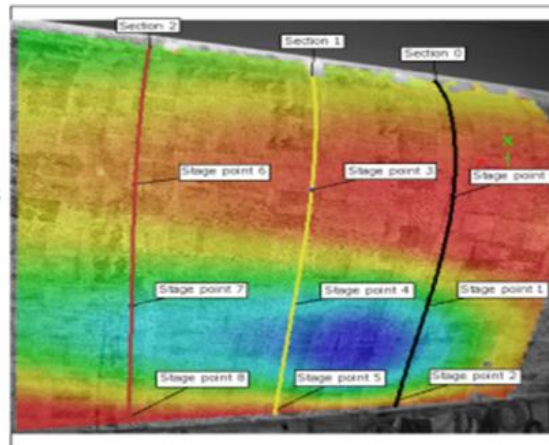 Section 2
Section 1
Section 0
Stage point 6
Stage point 3
Stage point
Stage point 7
Stage point 4
Stage point 1
Stage point 8
Stage point 5
Stage point 2